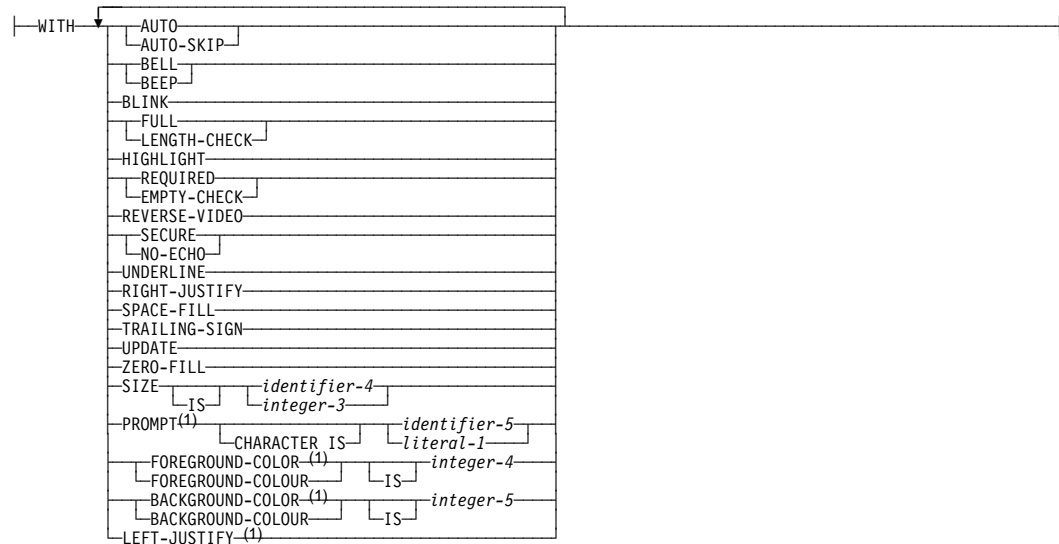 WITH AUTO
AUTO-SKIP
BELL
BEEP
BLINK
FULL
LENGTH-CHECK
HIGHLIGHT
REQUIRED
EMPTY-CHECK
REVERSE-VIDEO
SECURE
NO-ECHO
UNDERLINE
RIGHT-JUSTIFY
SPACE-FILL
TRAILING-SIGN
UPDATE
ZERO-FILL
SIZE identifier-4
IS integer-3
PROMPT(1) identifier-5
CHARACTER IS literal-1
FOREGROUND-COLOR (1) integer-4
FOREGROUND-COLOUR IS
BACKGROUND-COLOR (1) integer-5
BACKGROUND-COLOUR IS
LEFT-JUSTIFY (1)